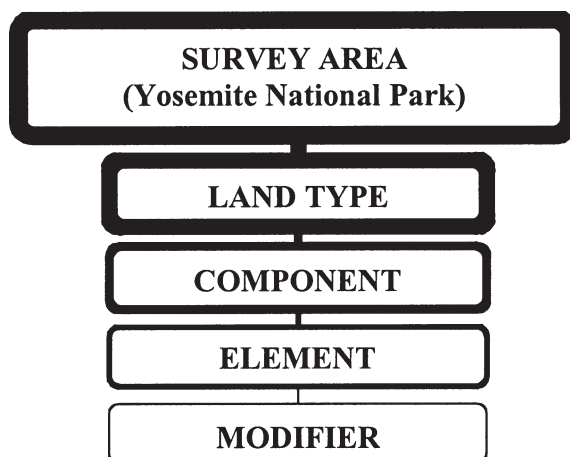 SURVEY AREA
(Yosemite National Park)
LAND TYPE
COMPONENT
ELEMENT
MODIFIER